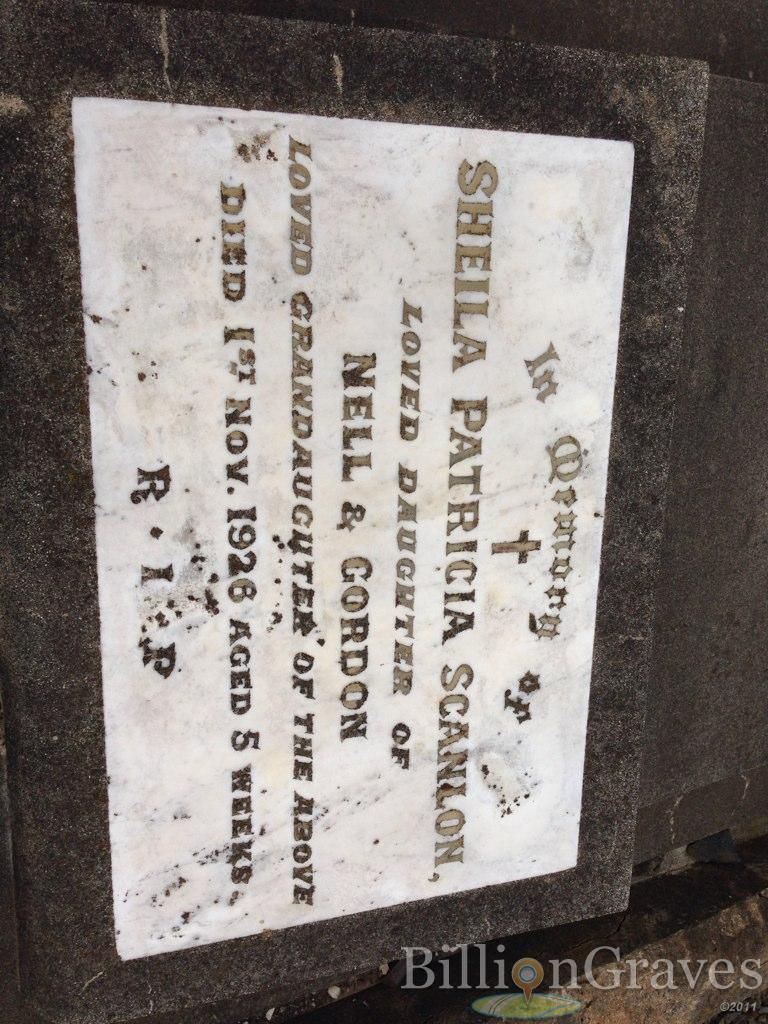 In Memory of
SHEILA PATRICIA SCANLON,
LOVED DAUGHTER OF
NELL & GORDON
LOVED GRANDAUGHTER OF THE ABOVE
DIED 1ST NOV. 1926 AGED 5 WEEKS.
R.I.P
BillionGraves
©2011